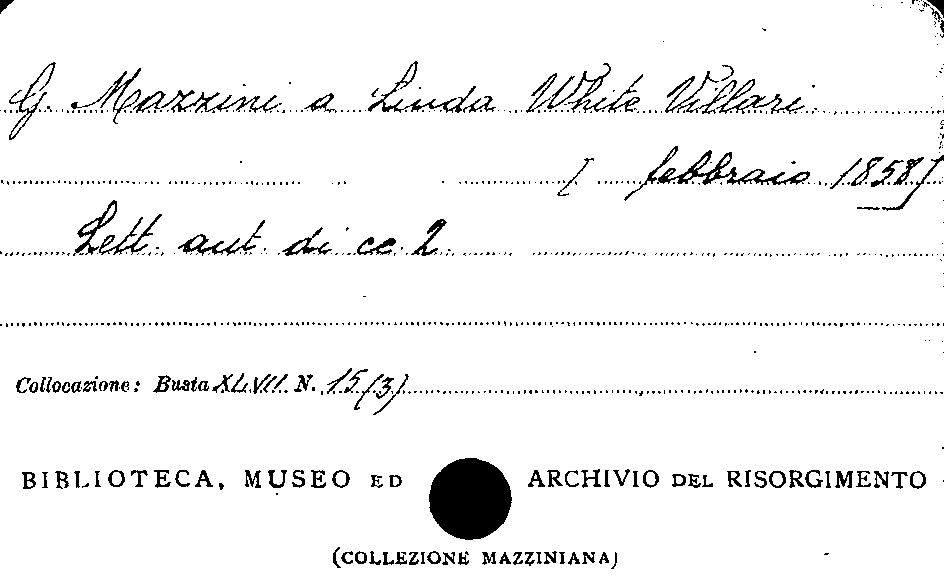 G. Mazzini a Linda White Villari.
[ febbraio 1858]
Lett. aut. di cc. 2.
Collocazione: Busta XLVII N. 15(3)
BIBLIOTECA, MUSEO ED ARCHIVIO DEL RISORGIMENTO
(COLLEZIONE MAZZINIANA)